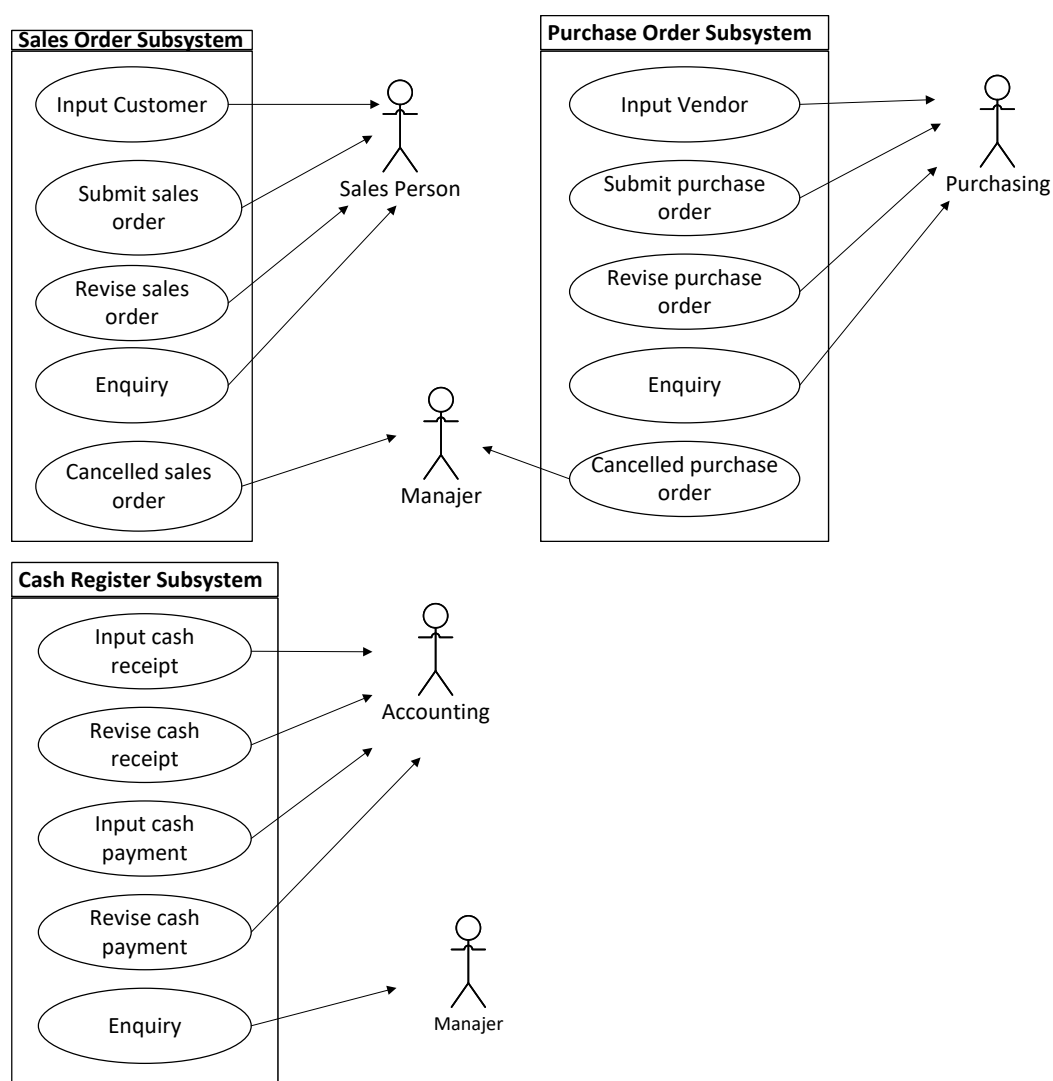 Sales Order Subsystem
Input Customer
Submit sales
order
Revise sales
order
Enquiry
Cancelled sales
order
Sales Person
Manajer
Purchase Order Subsystem
Input Vendor
Submit purchase
order
Revise purchase
order
Enquiry
Cancelled purchase
order
Purchasing
Cash Register Subsystem
Input cash
receipt
Revise cash
receipt
Input cash
payment
Revise cash
payment
Enquiry
Accounting
Manajer